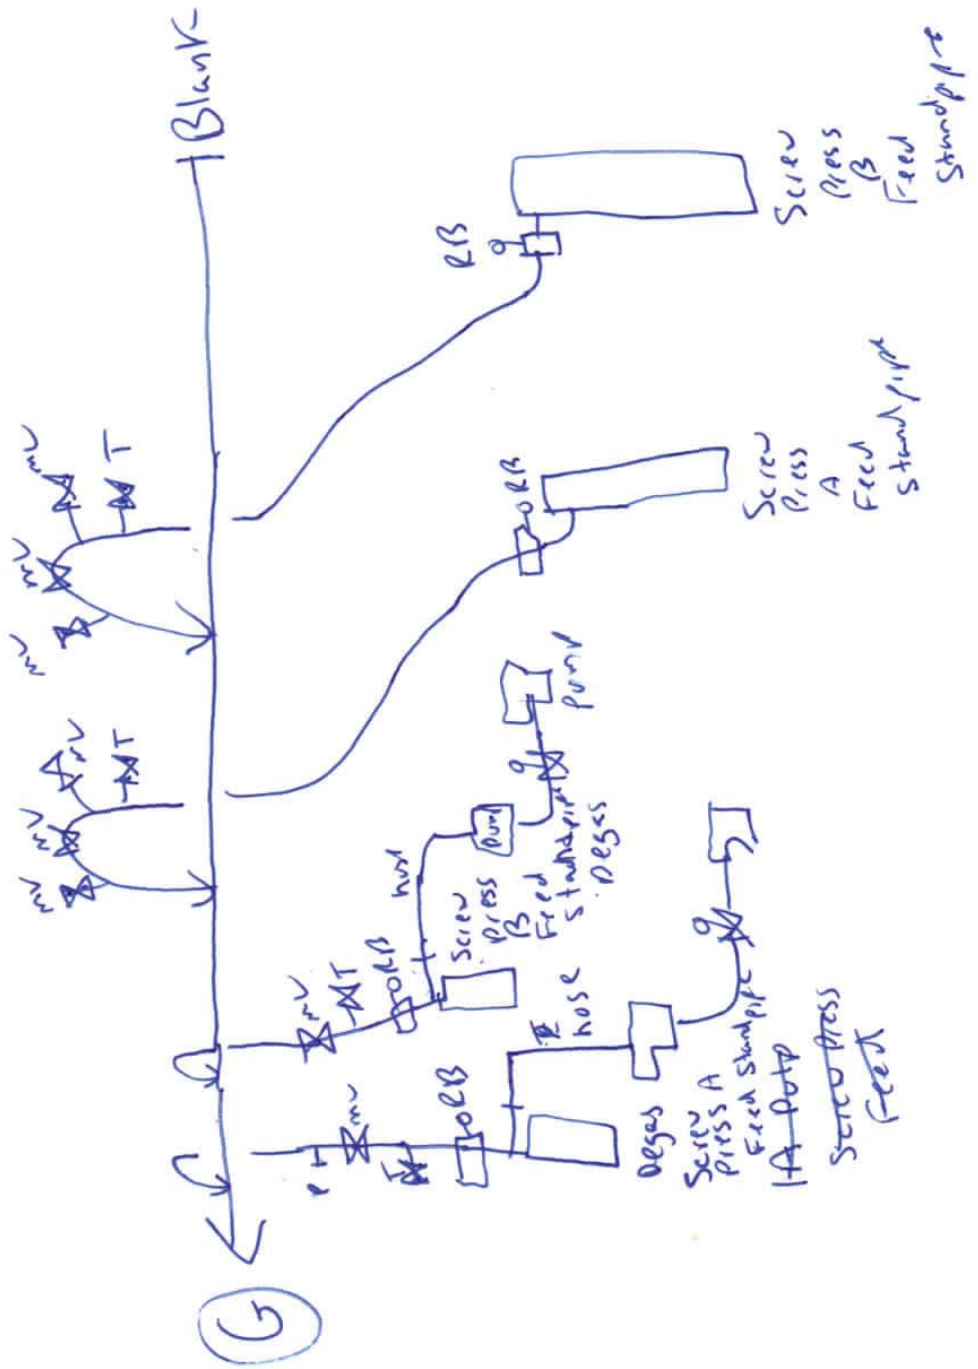 Blank
RB
Screw
Press
B
Feed
Standpipe
mV
T
mV
mV
ORB
Screw
Press
A
Feed
Standpipe
mV
T
mV
mV
Pump
Pump
hose
Screw
Press
B
Feed
Standpipe
Degas
mV
T
ORB
hose
mV
P
T
ORB
Degas
Screw
Press A
Feed Standpipe
Screw Press
Feed
G